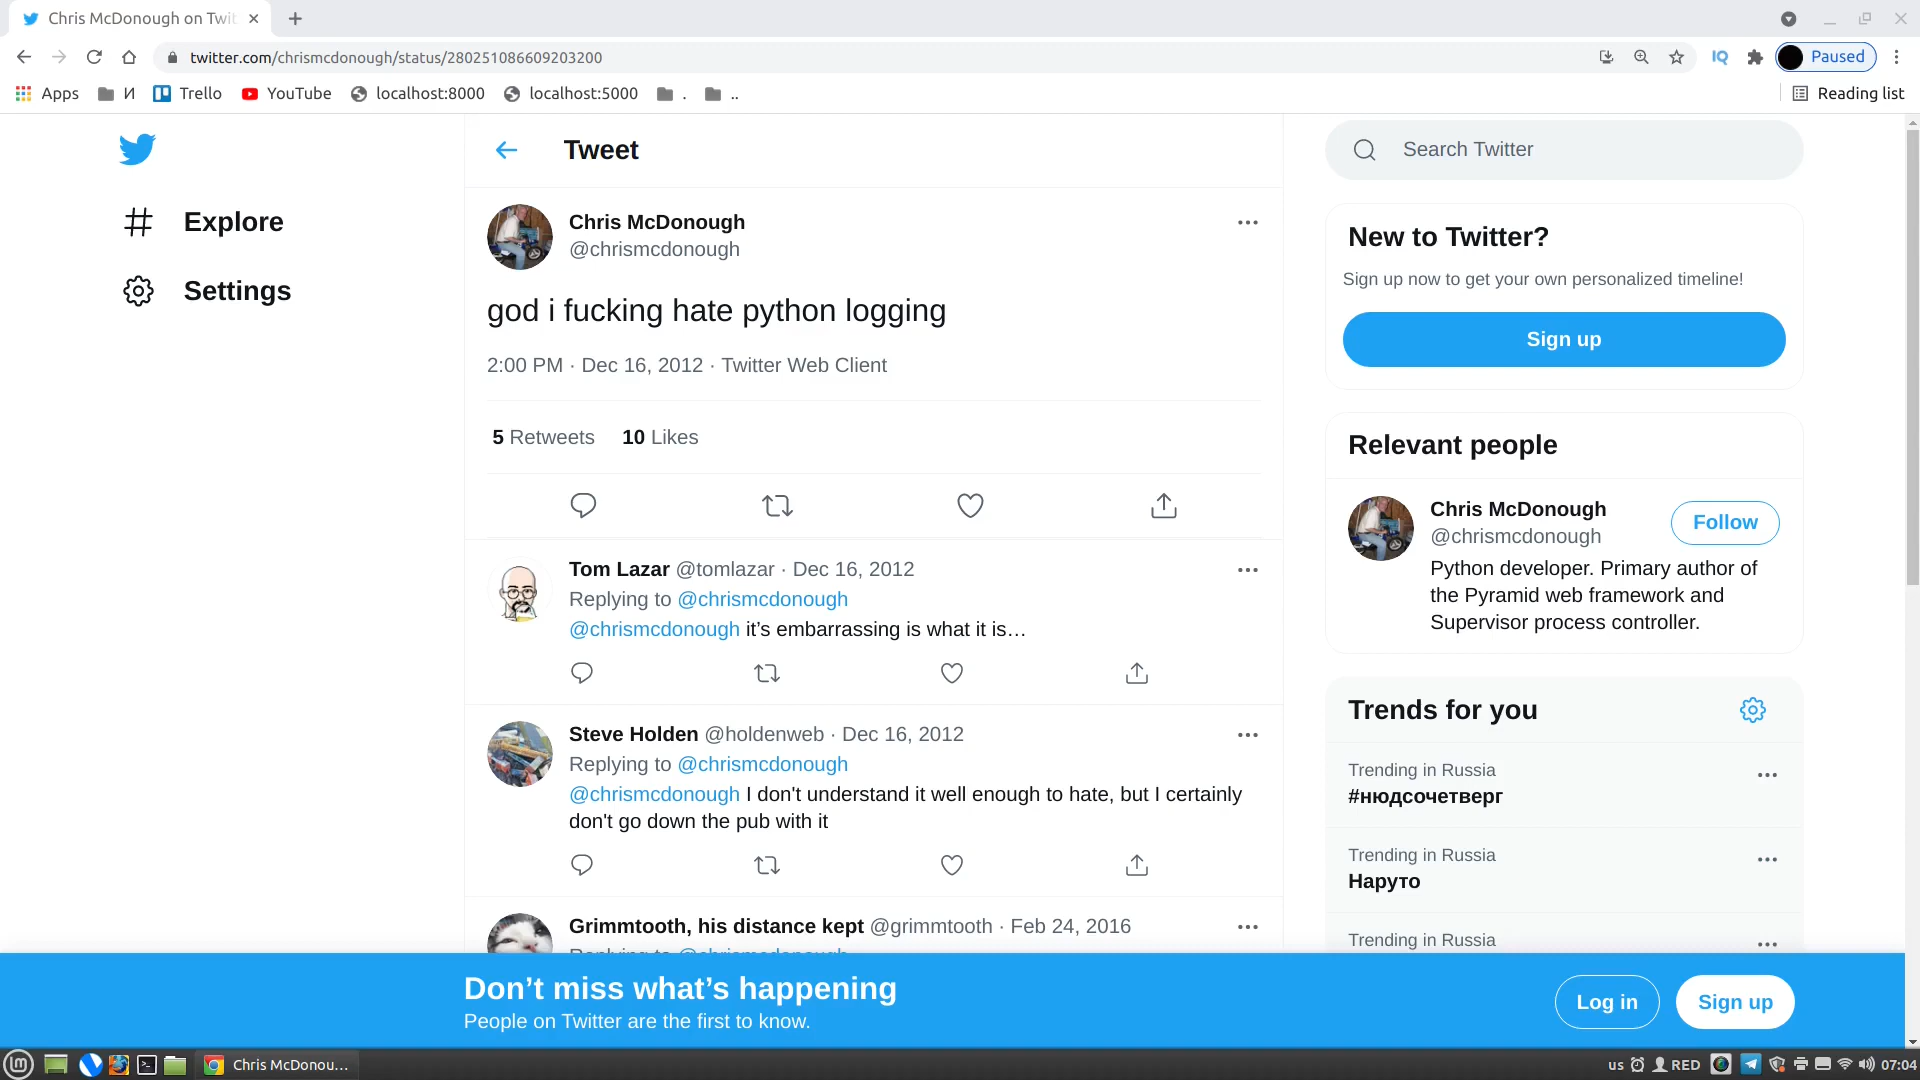 Chris McDonough on Twit
twitter.com/chrismcdonough/status/280251086609203200
IQ
Paused
Apps
И
Trello
YouTube
localhost:8000
localhost:5000
.
..
Reading list
Explore
Settings
Tweet
Chris McDonough
@chrismcdonough
god i fucking hate python logging
2:00 PM · Dec 16, 2012 · Twitter Web Client
5 Retweets 10 Likes
Tom Lazar @tomlazar · Dec 16, 2012
Replying to @chrismcdonough
@chrismcdonough it’s embarrassing is what it is…
Steve Holden @holdenweb · Dec 16, 2012
Replying to @chrismcdonough
@chrismcdonough I don't understand it well enough to hate, but I certainly
don't go down the pub with it
Grimmtooth, his distance kept @grimmtooth · Feb 24, 2016
Replying to @chrismcdonough
Search Twitter
New to Twitter?
Sign up now to get your own personalized timeline!
Sign up
Relevant people
Chris McDonough
@chrismcdonough
Follow
Python developer. Primary author of
the Pyramid web framework and
Supervisor process controller.
Trends for you
Trending in Russia
#нюдсочетверг
Trending in Russia
Наруто
Trending in Russia
Don’t miss what’s happening
People on Twitter are the first to know.
Log in
Sign up
Chris McDonou...
us
RED
07:04